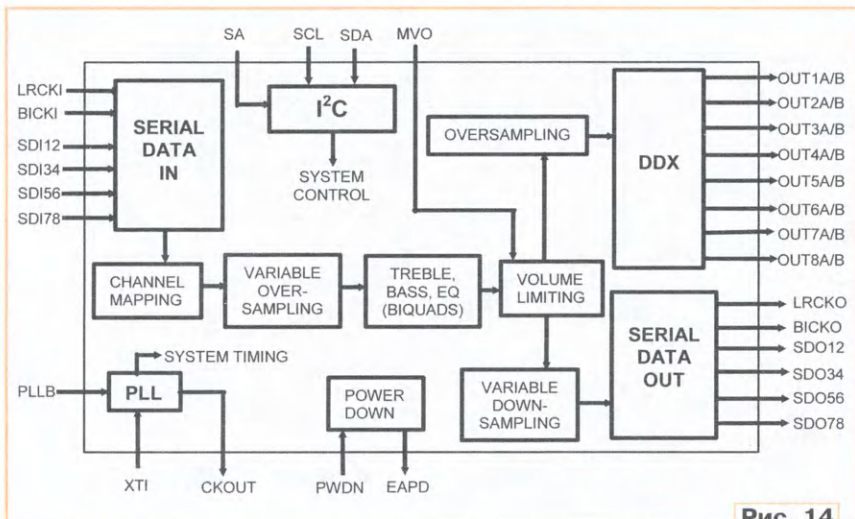 SA
SCL
SDA
MVO
LRCKI
BICKI
SDI12
SDI34
SDI56
SDI78
SERIAL
DATA
IN
I²C
SYSTEM
CONTROL
OVERSAMPLING
DDX
OUT1A/B
OUT2A/B
OUT3A/B
OUT4A/B
OUT5A/B
OUT6A/B
OUT7A/B
OUT8A/B
CHANNEL
MAPPING
VARIABLE
OVER-
SAMPLING
TREBLE,
BASS, EQ
(BIQUADS)
VOLUME
LIMITING
SERIAL
DATA
OUT
LRCKO
BICKO
SDO12
SDO34
SDO56
SDO78
SYSTEM TIMING
PLLB
PLL
POWER
DOWN
VARIABLE
DOWN-
SAMPLING
XTI
CKOUT
PWDN
EAPD
Рис. 14